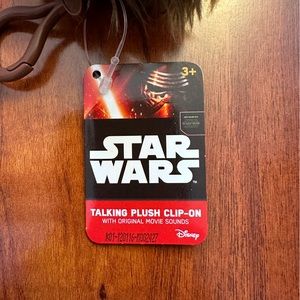 3+
STAR
WARS
TALKING PLUSH CLIP-ON
WITH ORIGINAL MOVIE SOUNDS
Disney